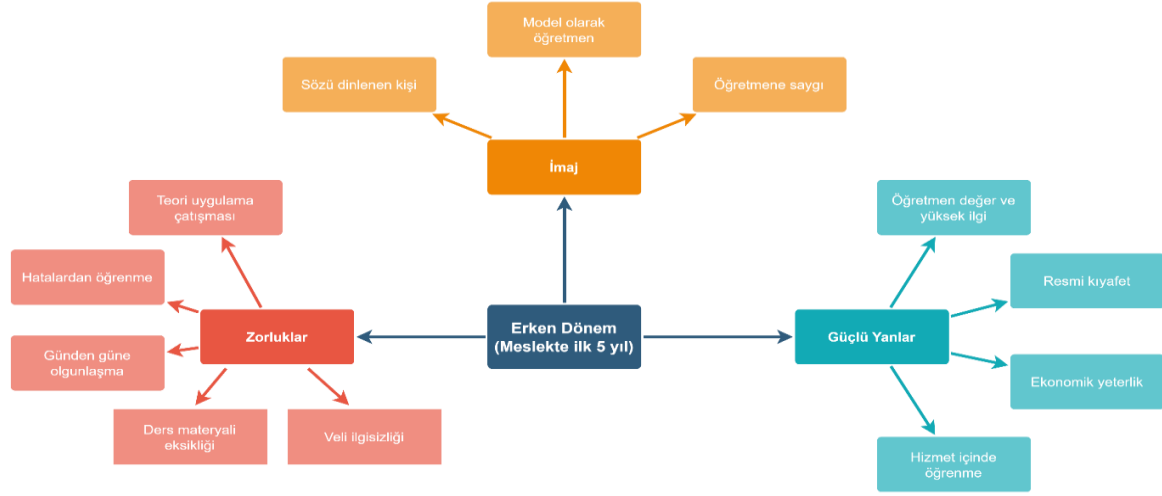 Model olarak
öğretmen
Sözü dinlenen kişi
Öğretmene saygı
İmaj
Teori uygulama
çatışması
Öğretmen değer ve
yüksek ilgi
Hatalardan öğrenme
Resmi kıyafet
Zorluklar
Erken Dönem
(Meslekte ilk 5 yıl)
Güçlü Yanlar
Günden güne
olgunlaşma
Ekonomik yeterlik
Ders materyali
eksikliği
Veli ilgisizliği
Hizmet içinde
öğrenme